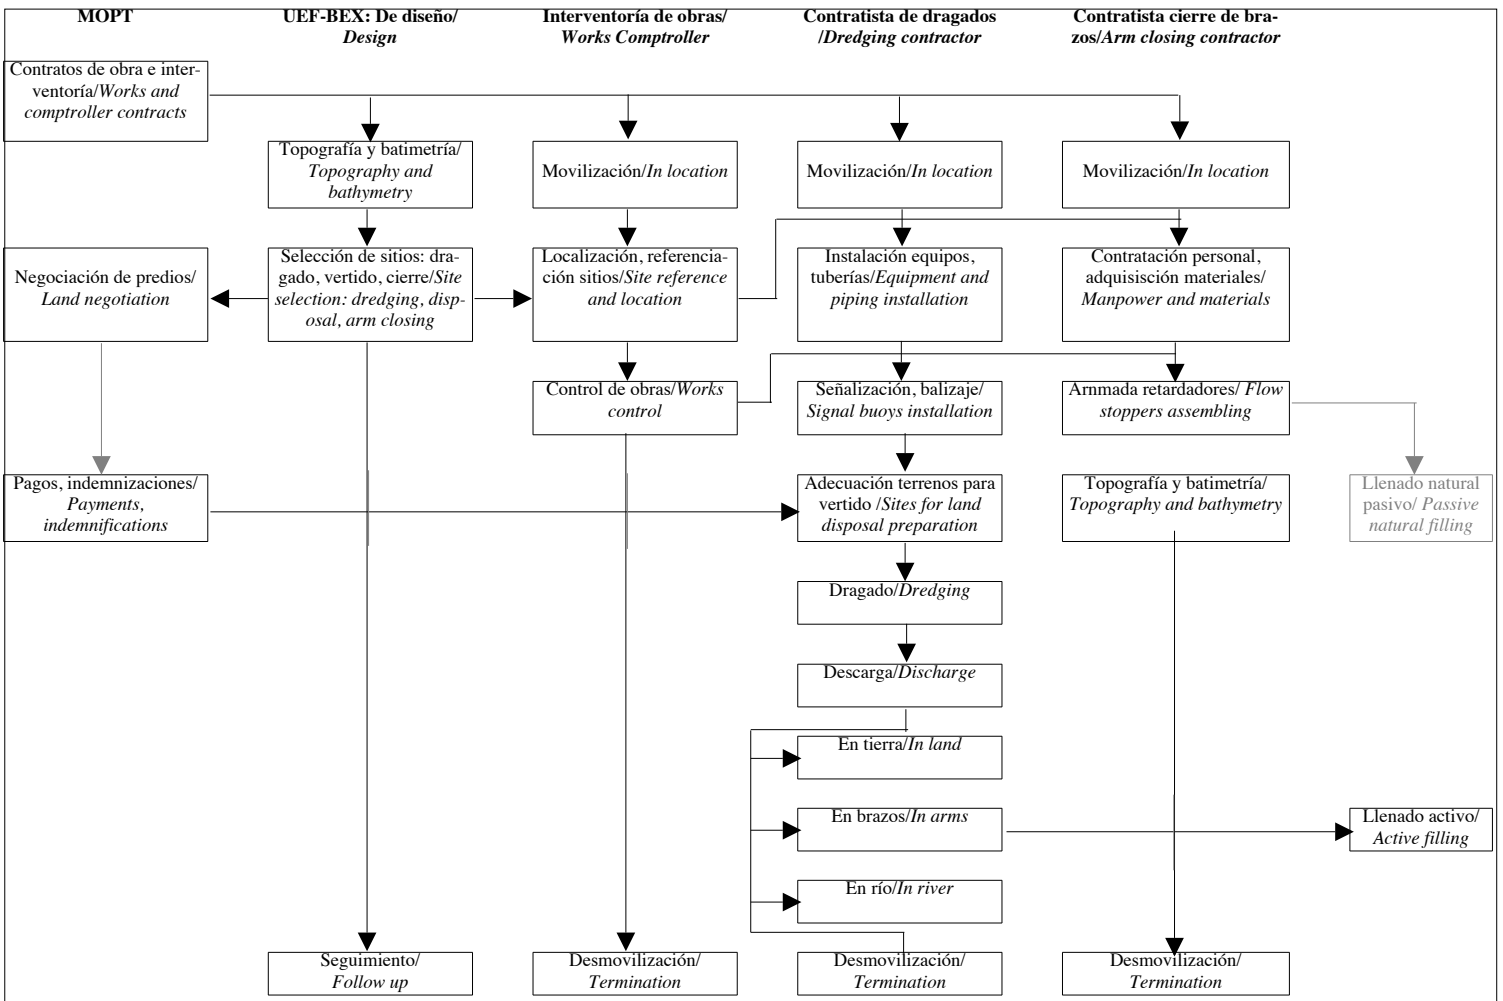 MOPT
UEF-BEX: De diseño/
Design
Interventoría de obras/
Works Comptroller
Contratista de dragados
/Dredging contractor
Contratista cierre de bra-
zos/Arm closing contractor
Contratos de obra e inter-
ventoría/Works and
comptroller contracts
Topografía y batimetría/
Topography and
bathymetry
Movilización/In location
Movilización/In location
Movilización/In location
Negociación de predios/
Land negotiation
Selección de sitios: dra-
gado, vertido, cierre/Site
selection: dredging, disp-
osal, arm closing
Localización, referencia-
ación sitios/Site reference
and location
Instalación equipos,
tuberías/Equipment and
piping installation
Contratación personal,
adquisisción materiales/
Manpower and materials
Control de obras/Works
control
Señalización, balizaje/
Signal buoys installation
Arnmada retardadores/ Flow
stoppers assembling
Pagos, indemnizaciones/
Payments,
indemnifications
Adecuación terrenos para
vertido /Sites for land
disposal preparation
Topografía y batimetría/
Topography and bathymetry
Llenado natural
pasivo/ Passive
natural filling
Dragado/Dredging
Descarga/Discharge
En tierra/In land
En brazos/In arms
Llenado activo/
Active filling
En río/In river
Seguimiento/
Follow up
Desmovilización/
Termination
Desmovilización/
Termination
Desmovilización/
Termination